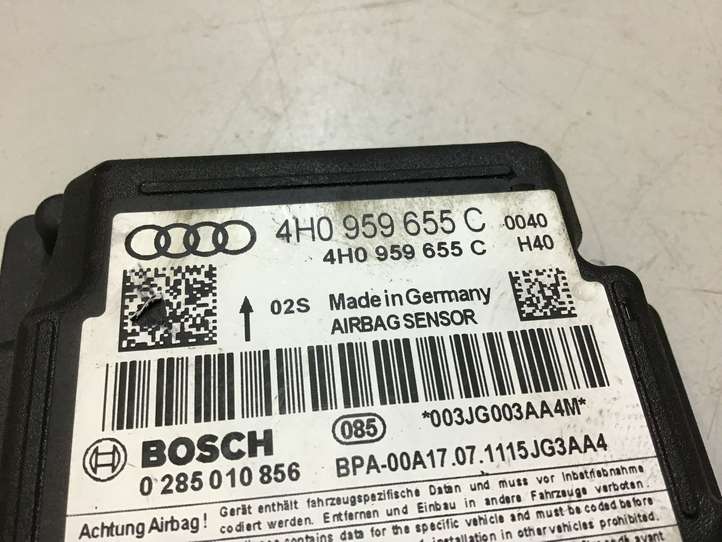 4H0 959 655 C 0040
4H0 959 655 C H40
02S Made in Germany
AIRBAG SENSOR
*003JG003AA4M*
BOSCH 085
0 285 010 856 BPA-00A17.07.1115JG3AA4
Achtung Airbag! Gerät enthält fahrzeugspezifische Daten und muss vor Inbetriebnahme
codiert werden. Entfernen und Einbau in andere Fahrzeuge verboten.
contains data for the specific vehicle and must be coded before
installation in other vehicles prohibited.